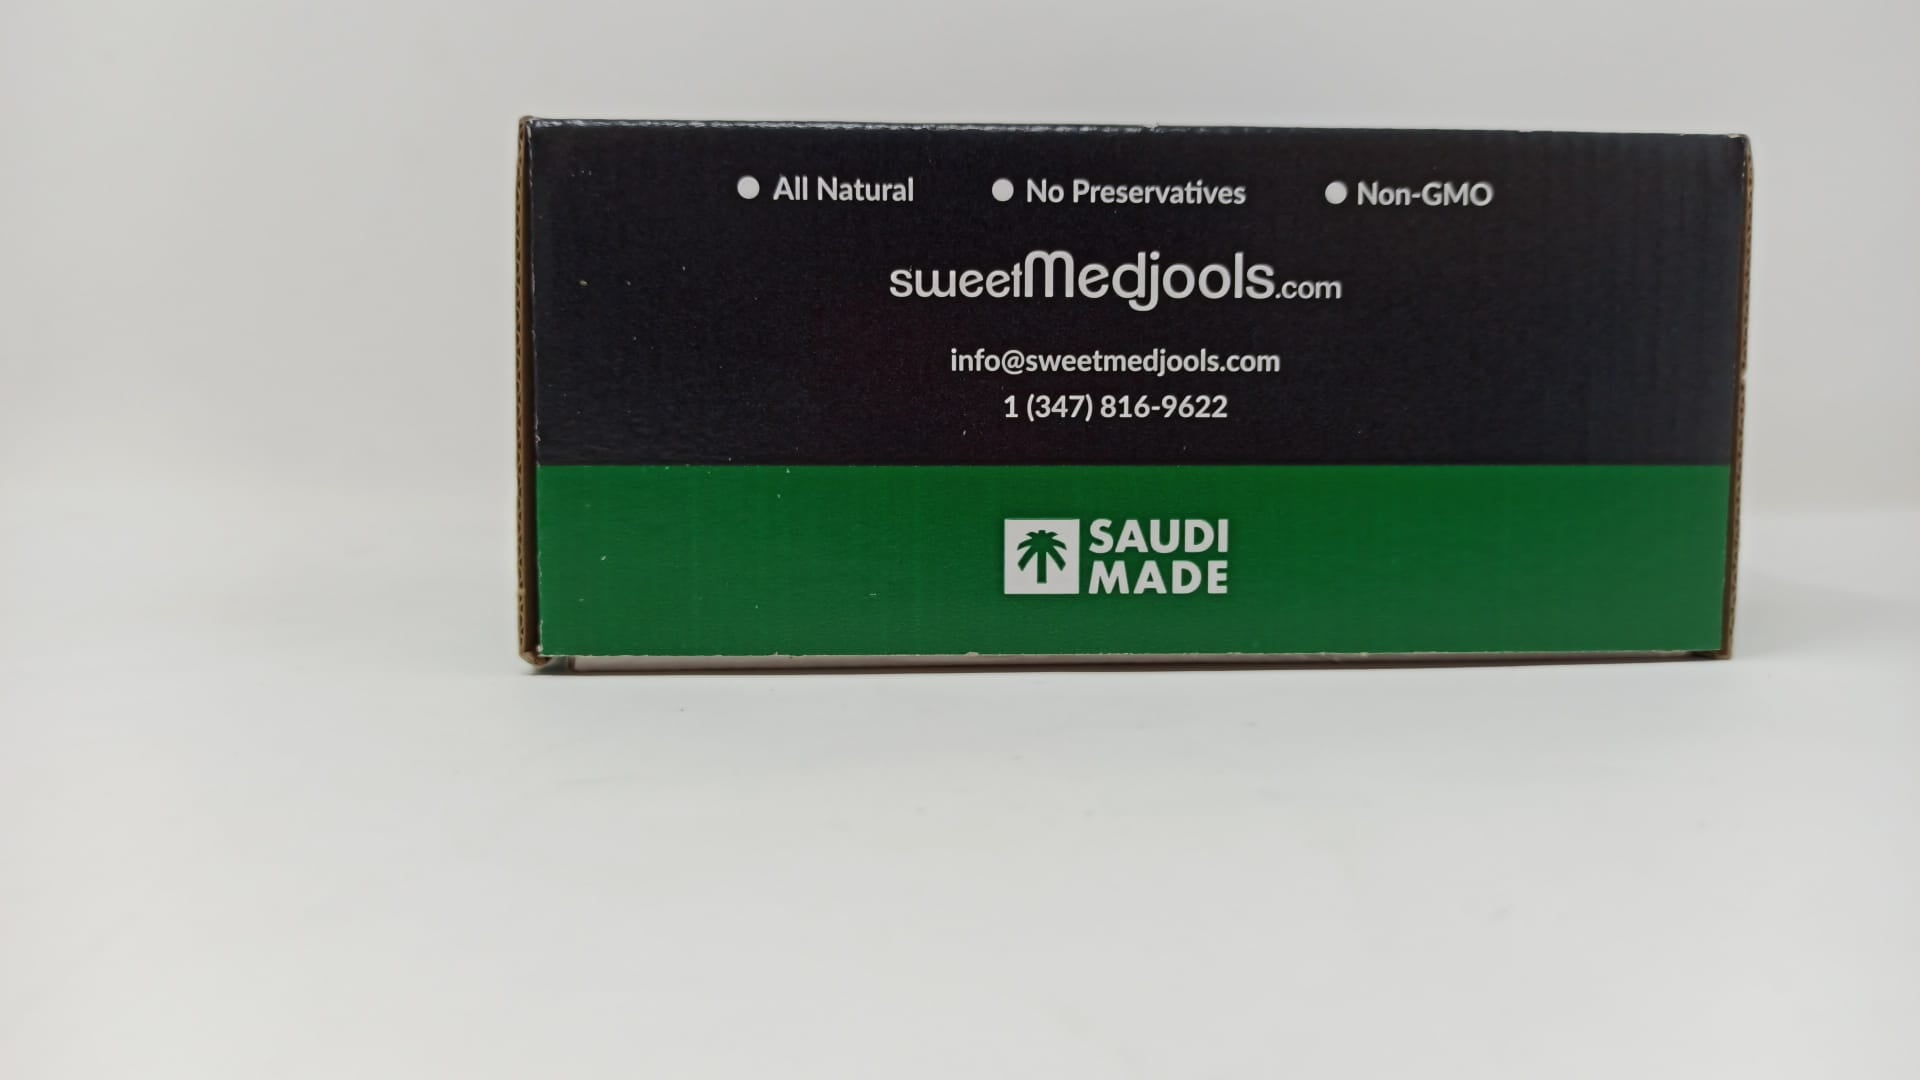 ● All Natural ● No Preservatives ● Non-GMO
sweetMedjools.com
info@sweetmedjools.com
1 (347) 816-9622
SAUDI
MADE